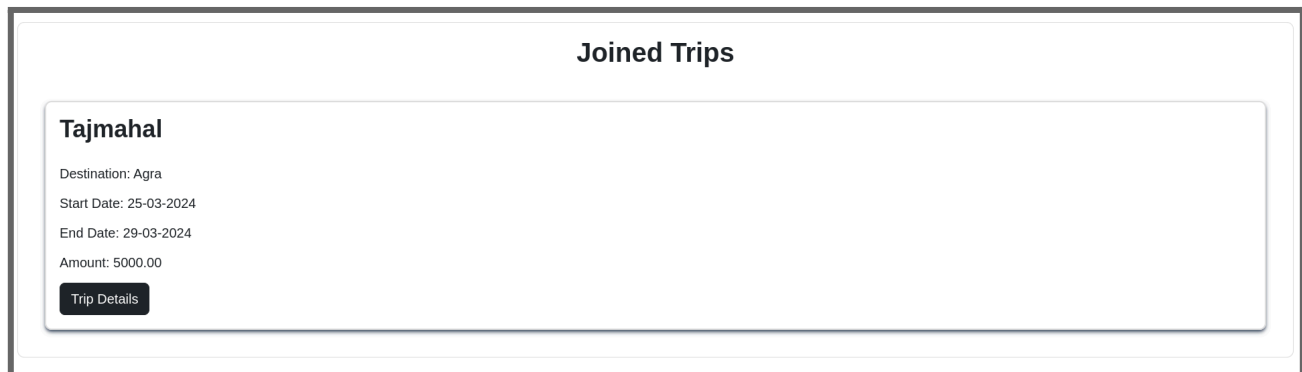 Joined Trips
Tajmahal
Destination: Agra
Start Date: 25-03-2024
End Date: 29-03-2024
Amount: 5000.00
Trip Details